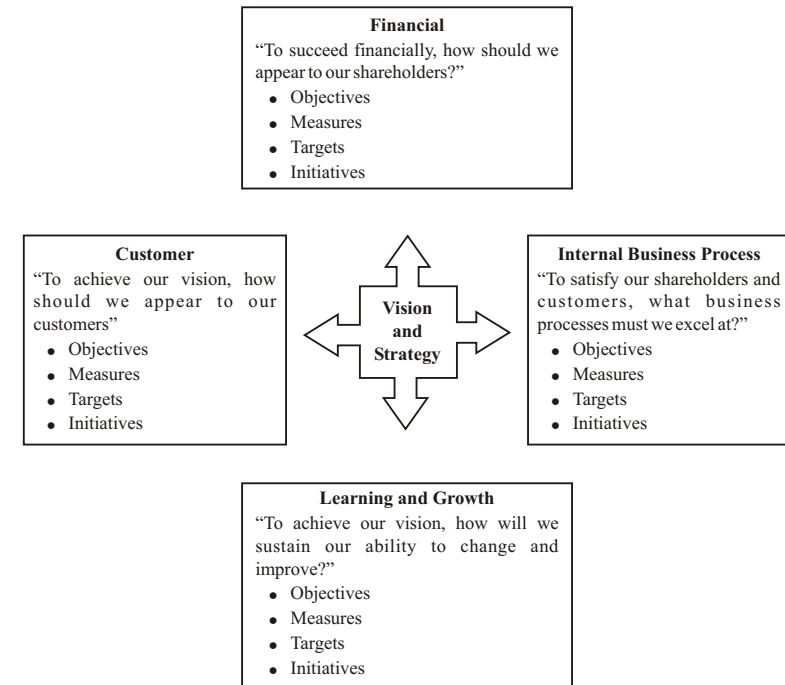 Financial
“To succeed financially, how should we
appear to our shareholders?”
● Objectives
● Measures
● Targets
● Initiatives
Customer
“To achieve our vision, how
should we appear to our
customers”
● Objectives
● Measures
● Targets
● Initiatives
Vision
and
Strategy
Internal Business Process
“To satisfy our shareholders and
customers, what business
processes must we excel at?”
● Objectives
● Measures
● Targets
● Initiatives
Learning and Growth
“To achieve our vision, how will we
sustain our ability to change and
improve?”
● Objectives
● Measures
● Targets
● Initiatives